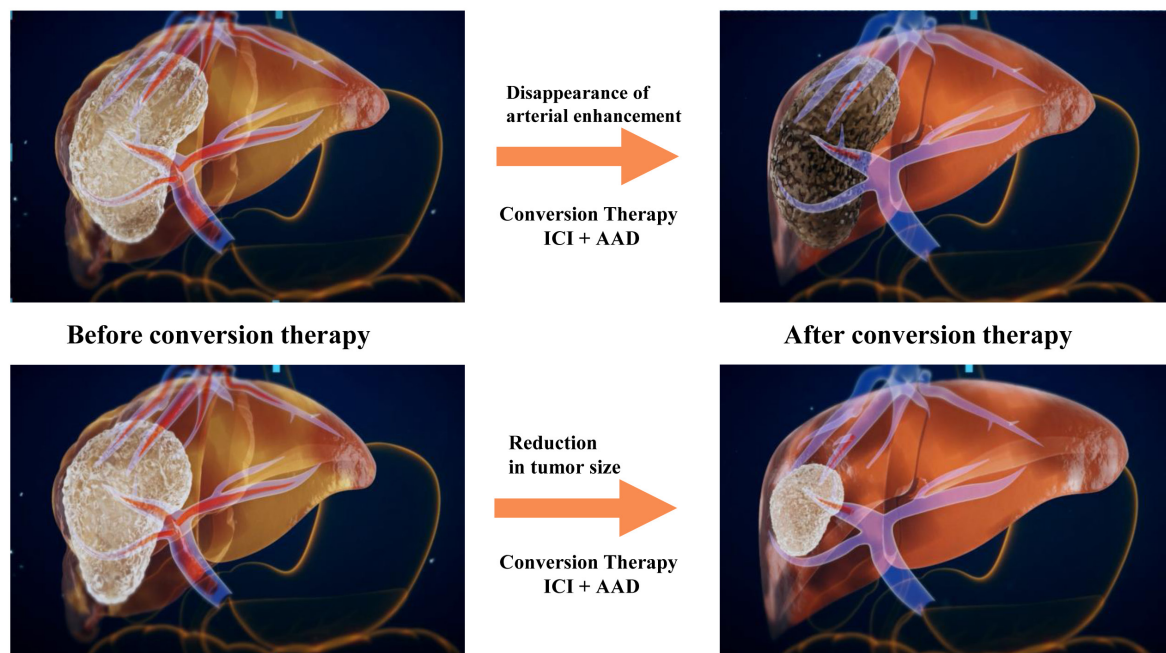 Disappearance of
arterial enhancement
Conversion Therapy
ICI + AAD
Before conversion therapy
After conversion therapy
Reduction
in tumor size
Conversion Therapy
ICI + AAD